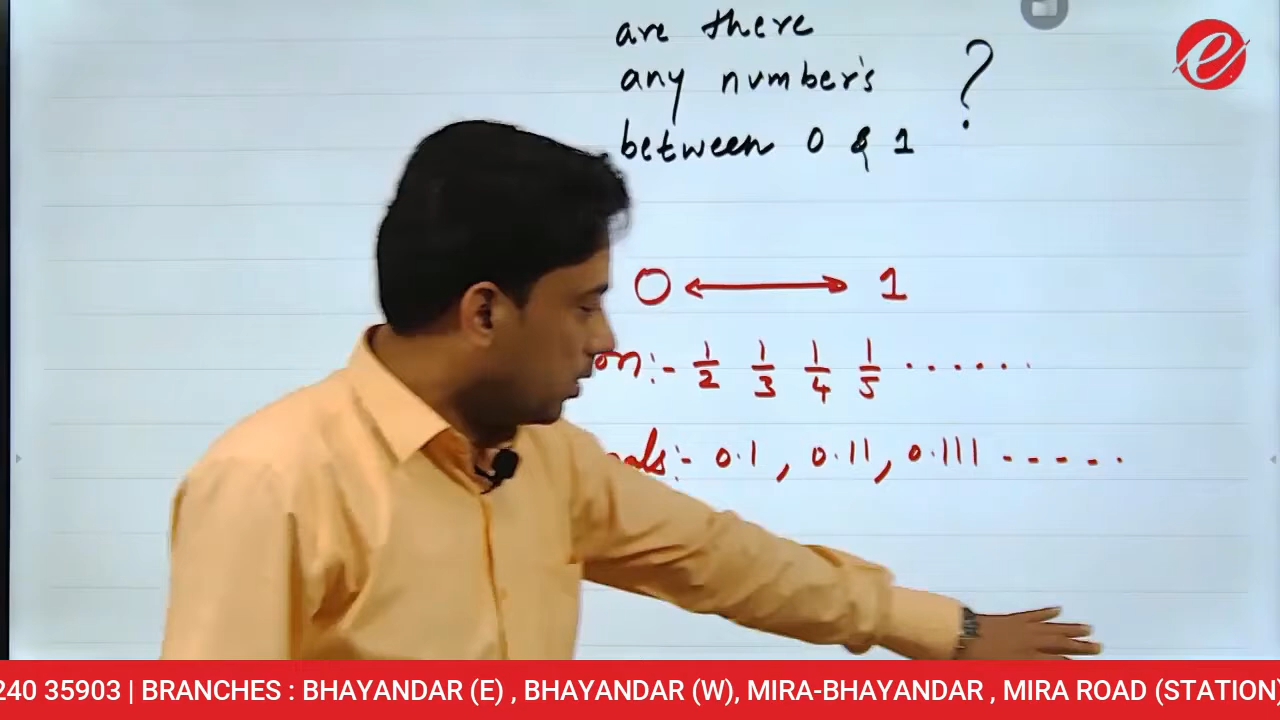 are there
any number's ?
between 0 & 1
0 ⟷ 1
on:- 1/2 1/3 1/4 1/5 ......
als:- 0.1 , 0.11, 0.111 -----
240 35903 | BRANCHES : BHAYANDAR (E) , BHAYANDAR (W), MIRA-BHAYANDAR , MIRA ROAD (STATION)
e